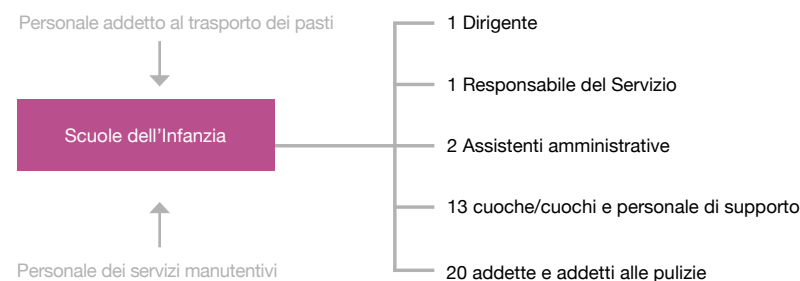 Personale addetto al trasporto dei pasti
Scuole dell'Infanzia
Personale dei servizi manutentivi
1 Dirigente
1 Responsabile del Servizio
2 Assistenti amministrative
13 cuoche/cuochi e personale di supporto
20 addette e addetti alle pulizie